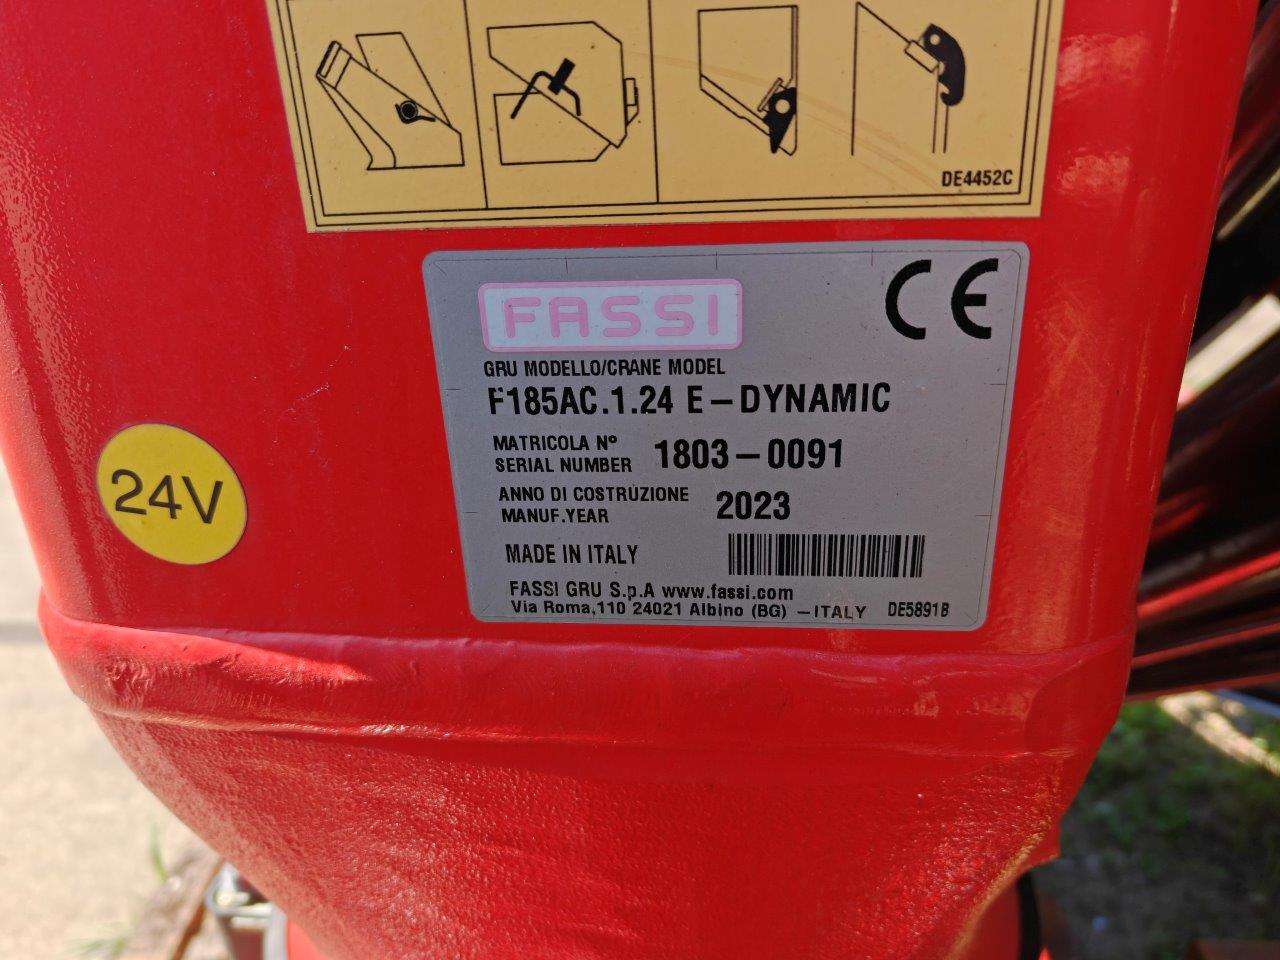 DE4452C
FASSI
CE
GRU MODELLO/CRANE MODEL
F185AC.1.24 E-DYNAMIC
MATRICOLA Nº
SERIAL NUMBER 1803-0091
ANNO DI COSTRUZIONE
MANUF.YEAR 2023
MADE IN ITALY
FASSI GRU S.p.A www.fassi.com
Via Roma,110 24021 Albino (BG) -ITALY DE5891B
24V